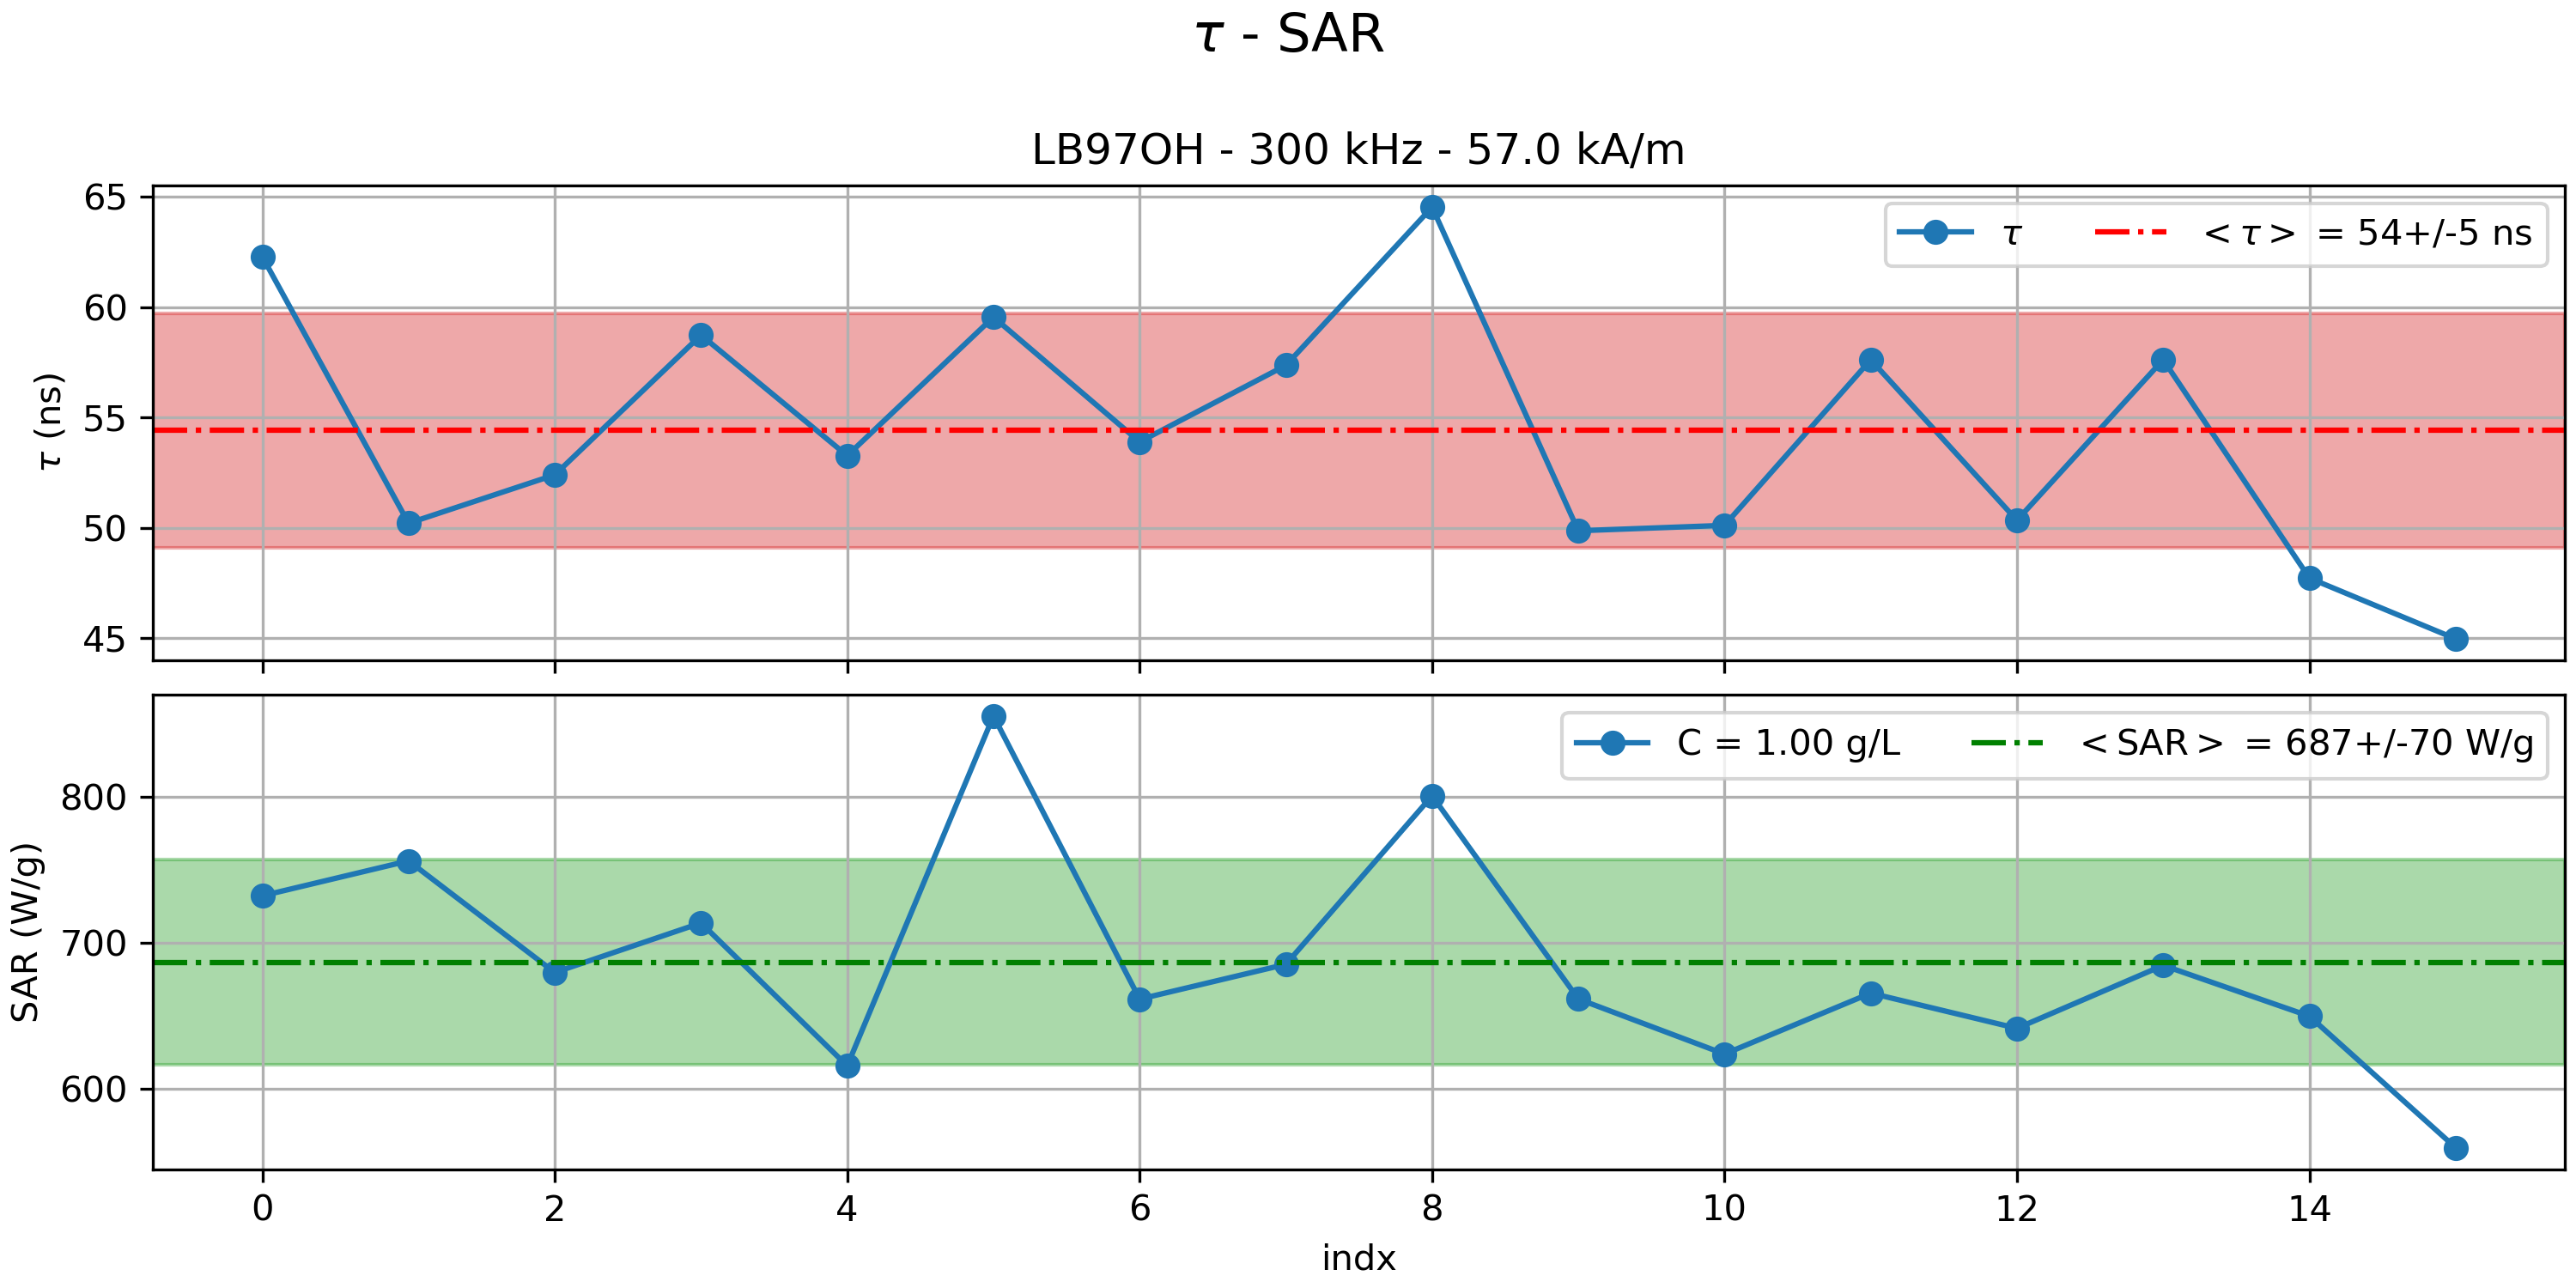 τ - SAR
LB97OH - 300 kHz - 57.0 kA/m
τ (ns)
65
60
55
50
45
τ
<τ> = 54+/-5 ns
SAR (W/g)
800
700
600
C = 1.00 g/L
<SAR> = 687+/-70 W/g
0 2 4 6 8 10 12 14
indx